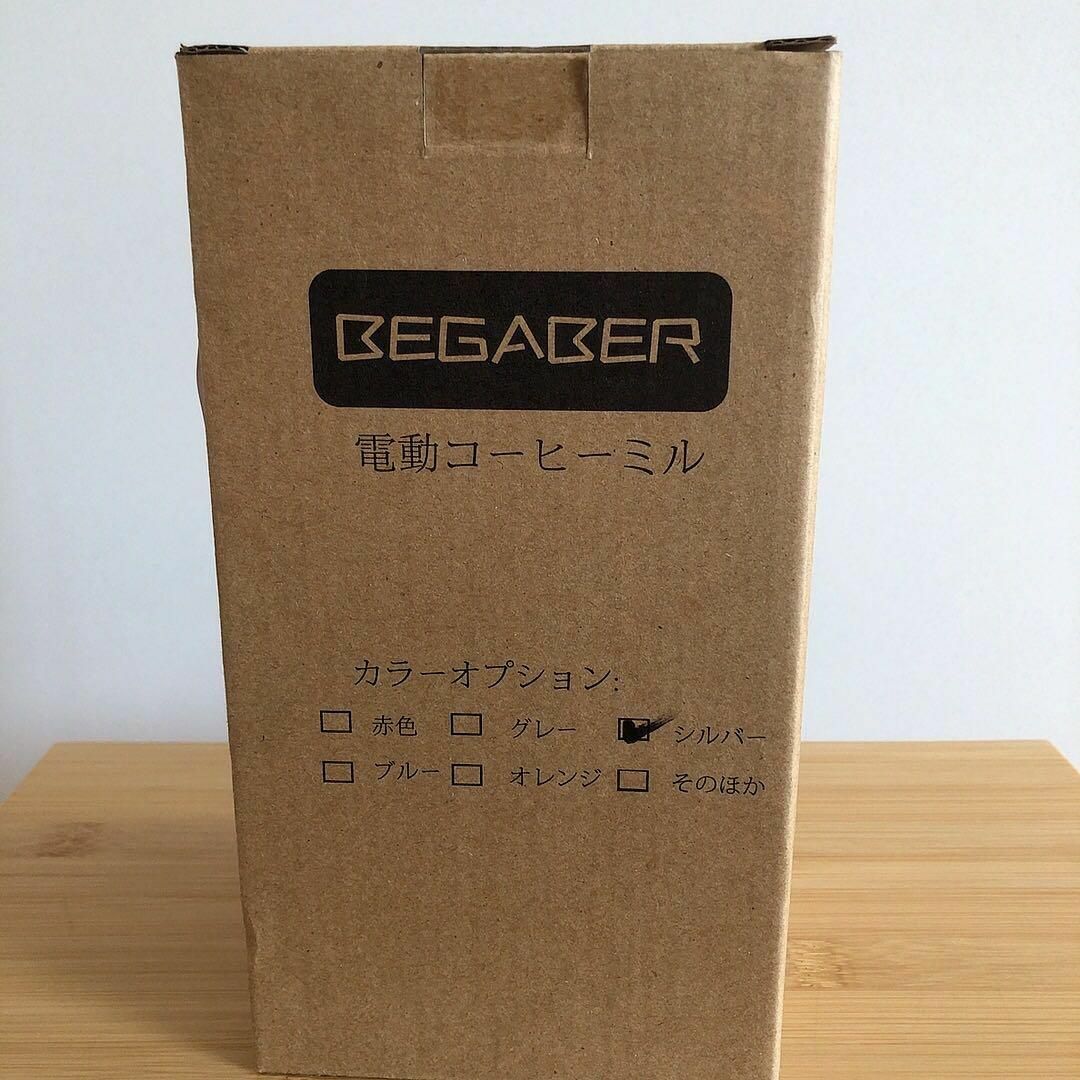 BEGABER
電動コーヒーミル
カラーオプション:
赤色 グレー シルバー
ブルー オレンジ そのほか